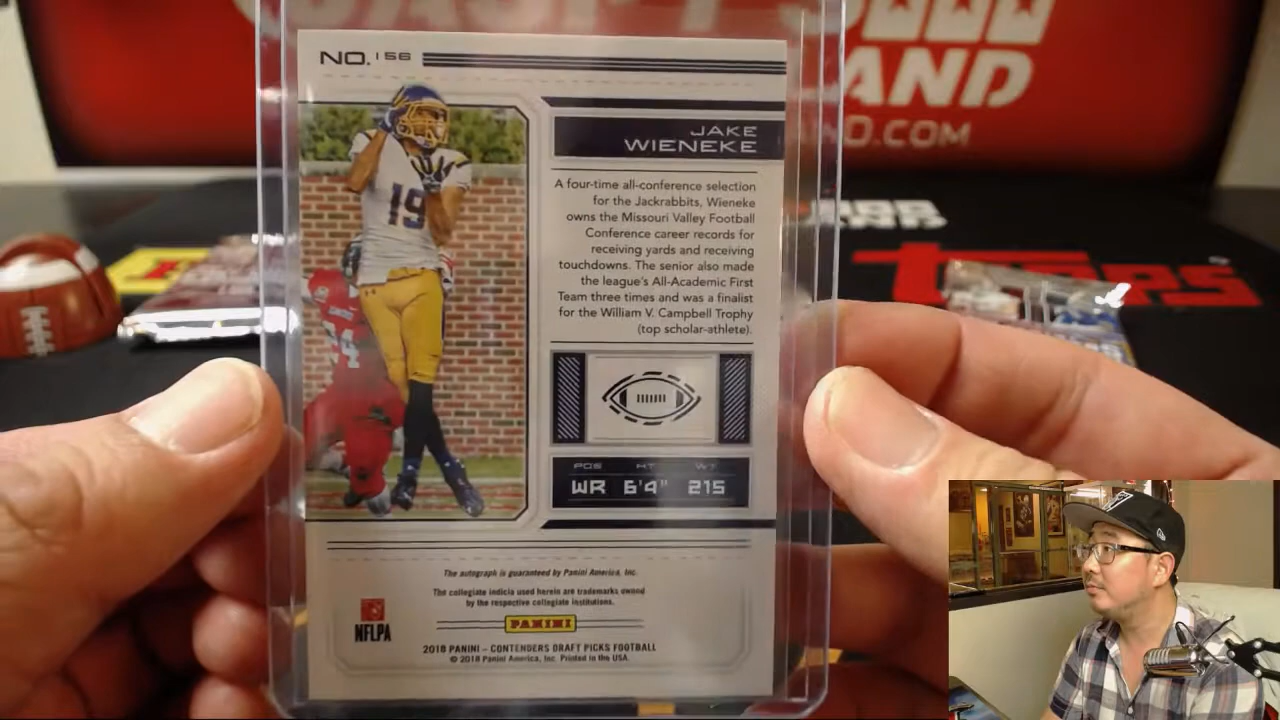 AND
AND.COM
NO. 156
JAKE
WIENEKE
A four-time all-conference selection
for the Jackrabbits, Wieneke
owns the Missouri Valley Football
Conference career records for
receiving yards and receiving
touchdowns. The senior also made
the league's All-Academic First
Team three times and was a finalist
for the William V. Campbell Trophy
(top scholar-athlete).
19
POS HT WT
WR 6'4" 215
The autograph is guaranteed by Panini America, Inc.
The collegiate indicia used herein are trademarks owned
by the respective collegiate institutions.
NFLPA
PANINI
2018 PANINI – CONTENDERS DRAFT PICKS FOOTBALL
© 2018 Panini America, Inc. Printed in the USA.
TOPPS